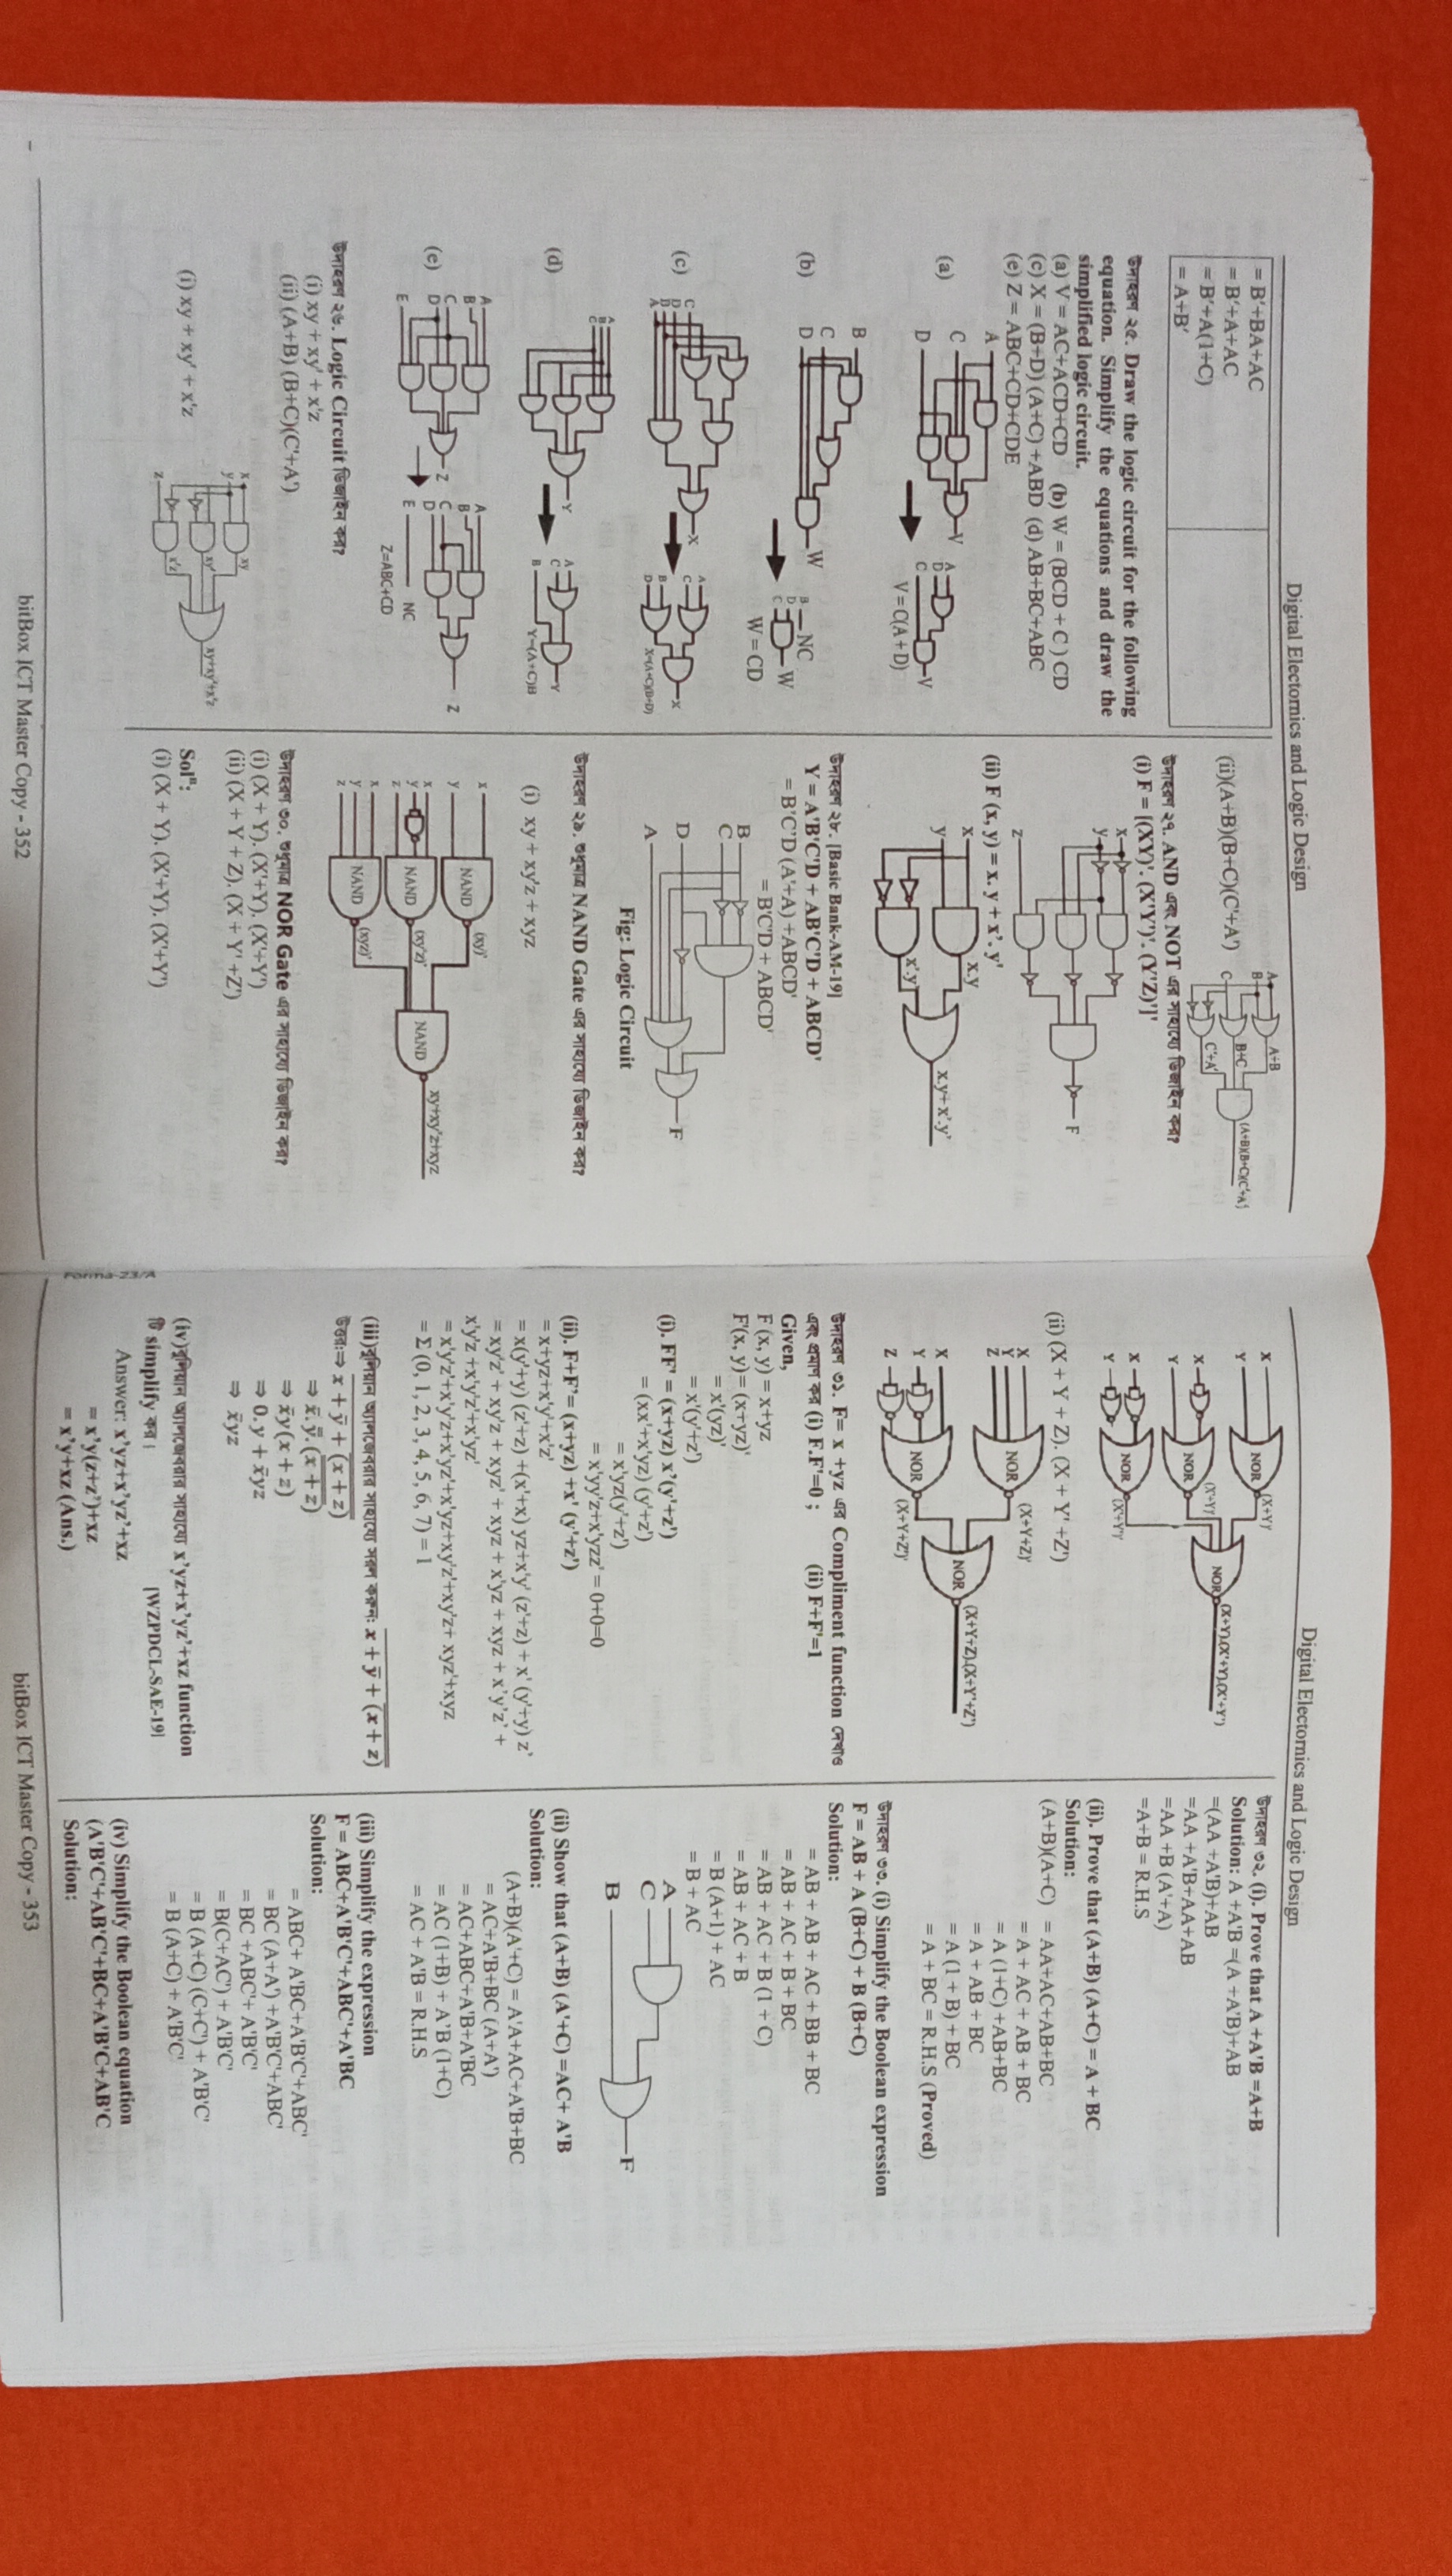 Digital Electornics and Logic Design
= B'+BA+AC
= B'+A+AC
= B'+A(1+C)
= A+B'
উদাহরণ ২৫. Draw the logic circuit for the following
equation. Simplify the equations and draw the
simplified logic circuit.
(a) V = AC+ACD+CD (b) W = (BCD + C ) CD
(c) X = (B+D) (A+C) +ABD (d) AB+BC+ABC
(e) Z = ABC+CD+CDE
(a)
A
C
D
V
A
D
C
V
V = C(A + D)
(b)
B
C
D
W
B
D
C
NC
W
W = CD
(c)
C
D
B
A
X
A
C
B
D
X
X=(A+C)(B+D)
(d)
A
B
C
Y
A
C
B
Y
Y=(A+C)B
(e)
A
B
C
D
E
Z
A
B
C
D
E
NC
Z
Z=ABC+CD
উদাহরণ ২৬. Logic Circuit ডিজাইন কর?
(i) xy + xy' + x'z
(ii) (A+B) (B+C)(C'+A')
(i) xy + xy' + x'z
x
y
z
xy
xy'
x'z
xy+xy'+x'z
(ii)(A+B)(B+C)(C'+A')
A
B
C
A+B
B+C
C'+A'
(A+B)(B+C)(C'+A')
উদাহরণ ২৭. AND এবং NOT এর সাহায্যে ডিজাইন কর?
(i) F = [(XY)'. (X'Y')'. (Y'Z)']'
x
y
z
F
(ii) F (x, y) = x. y + x’. y'
x
y
x.y
x'.y'
x.y+x'.y'
উদাহরণ ২৮. [Basic Bank-AM-19]
Y = A'B'C'D + AB'C'D + ABCD'
= B'C'D (A'+A) +ABCD'
= B'C'D + ABCD'
B
C
D
A
F
Fig: Logic Circuit
উদাহরণ ২৯. শুধুমাত্র NAND Gate এর সাহায্যে ডিজাইন কর?
(i) xy + xy'z + xyz
x
y
NAND
(xy)'
x
y
z
NAND
(xy'z)'
x
y
z
NAND
(xyz)'
NAND
xy+xy'z+xyz
উদাহরণ ৩০. শুধুমাত্র NOR Gate এর সাহায্যে ডিজাইন কর?
(i) (X + Y). (X'+Y). (X'+Y')
(ii) (X + Y + Z). (X + Y' +Z')
Solⁿ:
(i) (X + Y). (X'+Y). (X'+Y')
bitBox ICT Master Copy - 352
Digital Electornics and Logic Design
X
Y
NOR
(X+Y)'
X
Y
NOR
(X'+Y)'
X
Y
NOR
(X'+Y')'
NOR
(X+Y).(X'+Y).(X'+Y')
(ii) (X + Y + Z). (X + Y' +Z')
X
Y
Z
NOR
(X+Y+Z)'
X
Y
Z
NOR
(X+Y+Z')'
NOR
(X+Y+Z).(X+Y'+Z')
উদাহরণ ৩১. F= x +yz এর Compliment function দেখাও
এবং প্রমাণ কর (i) F.F'=0 ; (ii) F+F'=1
Given,
F (x, y) = x+yz
F'(x, y)= (x+yz)'
= x'(yz)'
= x'(y'+z')
(i). FF' = (x+yz) x’(y'+z')
= (xx'+x'yz) (y'+z')
= x'yz(y'+z')
= x'yy'z+x'yzz' = 0+0=0
(ii). F+F’= (x+yz) +x' (y'+z')
= x+yz+x'y'+x'z'
= x(y'+y) (z'+z) +(x'+x) yz+x'y' (z'+z) + x' (y'+y) z’
= xy'z' + xy'z + xyz' + xyz + x'yz + xyz + x’y’z’ +
x'y'z +x'y'z'+x'yz'
= x'y'z'+x'y'z+x'yz'+x'yz+xy'z'+xy'z+ xyz'+xyz
= Σ (0, 1, 2, 3, 4, 5, 6, 7) = 1
(iii)বুলিয়ান অ্যালজেবরার সাহায্যে সরল করুন: x̅ ̅+̅ ̅y̅ ̅+̅ ̅(̅x̅ ̅+̅ ̅z̅)̅
উত্তর:⇒ x̅ ̅+̅ ̅y̅ ̅+̅ ̅(̅x̅ ̅+̅ ̅z̅)̅
⇒ x̄.y̿.(x̅ ̅+̅ ̅z̅)
⇒ x̄y(x + z)
⇒ 0.y + x̄yz
⇒ x̄yz
(iv)বুলিয়ান অ্যালজেবরার সাহায্যে x’yz+x’yz’+xz function
টি simplify কর। [WZPDCL-SAE-19]
Answer: x’yz+x’yz’+xz
= x’y(z+z’)+xz
= x’y+xz (Ans.)
উদাহরণ ৩২. (i). Prove that A +A'B =A+B
Solution: A +A'B =(A +A'B)+AB
=(AA +A'B)+AB
=AA +A'B+AA+AB
=AA +B (A'+A)
=A+B = R.H.S
(ii). Prove that (A+B) (A+C) = A + BC
Solution:
(A+B)(A+C) = AA+AC+AB+BC
= A + AC + AB + BC
= A (1+C) +AB+BC
= A + AB + BC
= A (1 + B) + BC
= A + BC = R.H.S (Proved)
উদাহরণ ৩৩. (i) Simplify the Boolean expression
F = AB + A (B+C) + B (B+C)
Solution:
= AB + AB + AC + BB + BC
= AB + AC + B + BC
= AB + AC + B (1 + C)
= AB + AC + B
= B (A+1) + AC
= B + AC
A
C
B
F
(ii) Show that (A+B) (A'+C) =AC+ A'B
Solution:
(A+B)(A'+C) = A'A+AC+A'B+BC
= AC+A'B+BC (A+A')
= AC+ABC+A'B+A'BC
= AC (1+B) + A’B (1+C)
= AC + A'B = R.H.S
(iii) Simplify the expression
F = ABC+A'B'C'+ABC'+A'BC
Solution:
= ABC+ A'BC+A'B'C'+ABC'
= BC (A+A') +A'B'C'+ABC'
= BC +ABC'+ A'B'C'
= B(C+AC') + A'B'C'
= B (A+C) (C+C') + A'B'C'
= B (A+C) + A'B'C'
(iv) Simplify the Boolean equation
(A'B'C'+AB'C'+BC+A'B'C+AB'C
Solution:
bitBox ICT Master Copy - 353